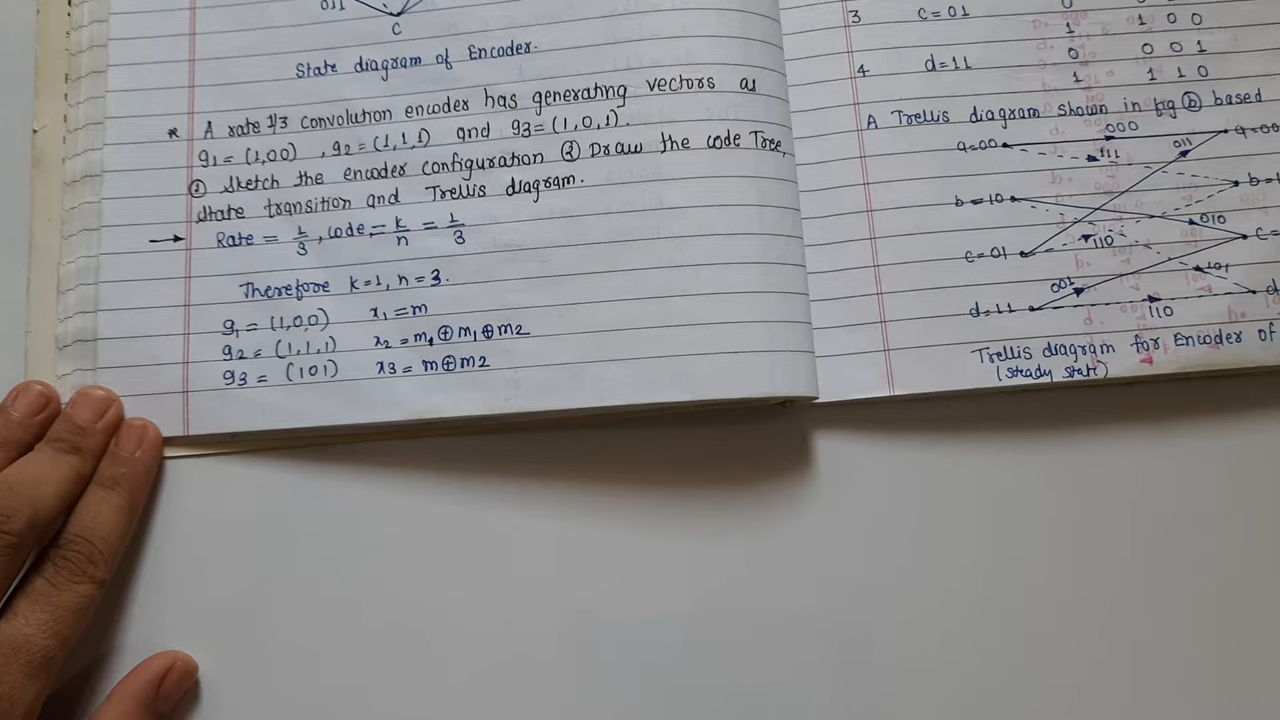 011
C
State diagram of Encoder.
* A rate 1/3 convolution encoder has generating vectors as
g1 = (1,00) , g2 = (1,1,1) and g3 = (1,0,1).
① Sketch the encoder configuration ② Draw the code Tree,
state transition and Trellis diagram.
→ Rate = 1/3, code = k/n = 1/3
Therefore k=1, n=3.
g1 = (1,0,0) x1 = m
g2 = (1,1,1) x2 = m ⊕ m1 ⊕ m2
g3 = (101) x3 = m ⊕ m2
3 c=01
1 1 0 0
4 d=11 0 0 0 1
1 1 1 0
A Trellis diagram shown in fig ⓑ based
a=00 000
111 011
b=10 010
c=01 110
001 101
d=11 110
Trellis diagram for Encoder of
(steady state)